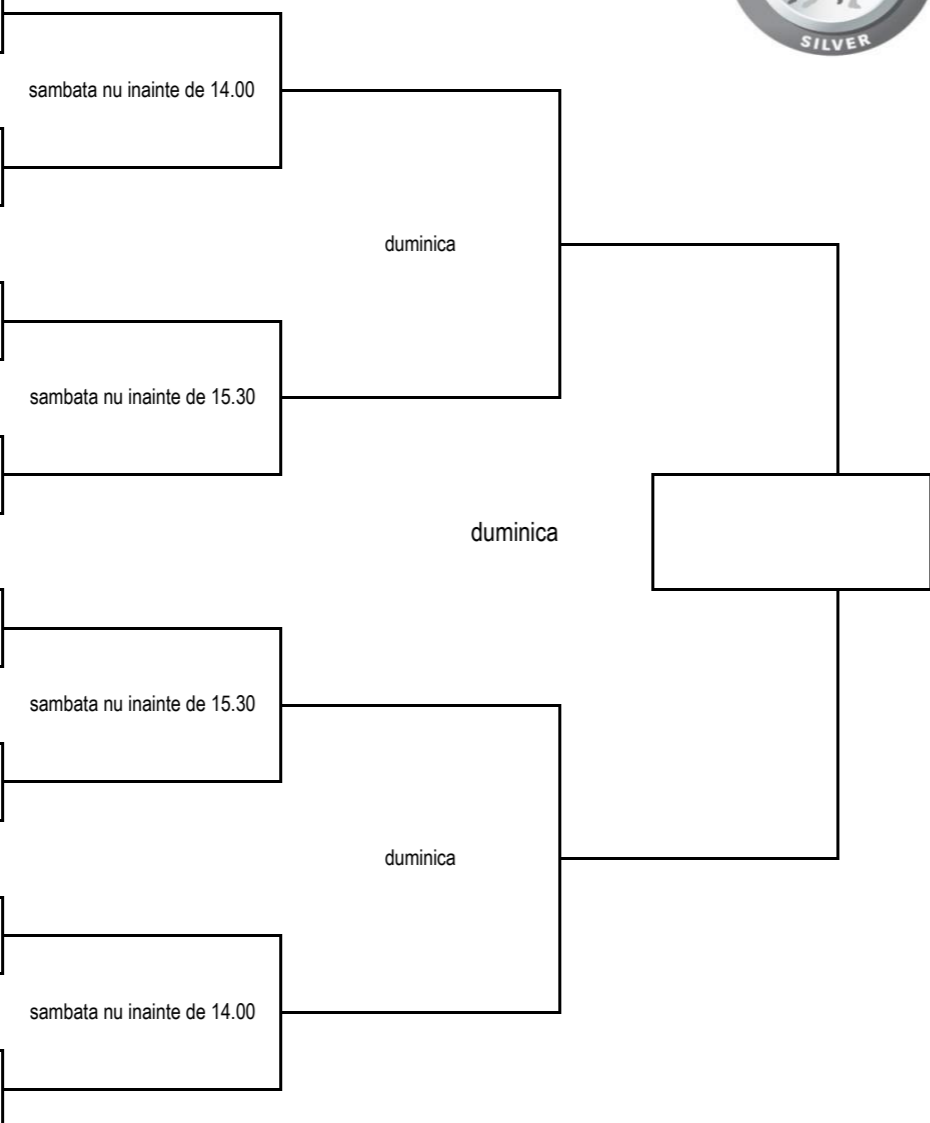 SILVER
sambata nu inainte de 14.00
duminica
sambata nu inainte de 15.30
duminica
sambata nu inainte de 15.30
duminica
sambata nu inainte de 14.00